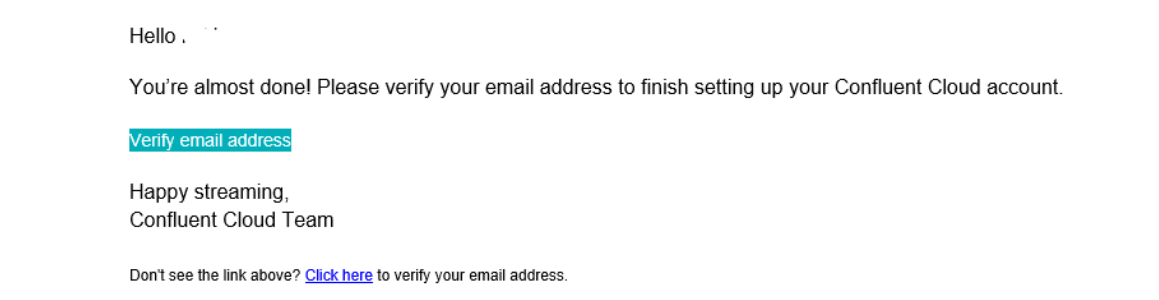 Hello
You're almost done! Please verify your email address to finish setting up your Confluent Cloud account.
Verify email address
Happy streaming,
Confluent Cloud Team
Don't see the link above? Click here to verify your email address.